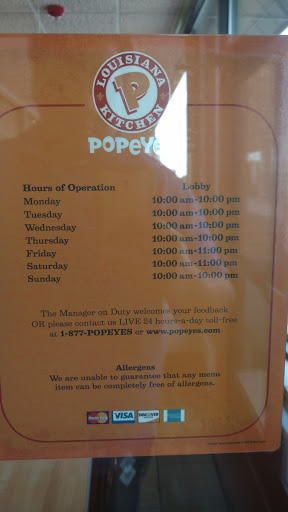 LOUISIANA
KITCHEN
P
POPEYES
Hours of Operation Lobby
Monday 10:00 am-10:00 pm
Tuesday 10:00 am-10:00 pm
Wednesday 10:00 am-10:00 pm
Thursday 10:00 am-10:00 pm
Friday 10:00 am-11:00 pm
Saturday 10:00 am-11:00 pm
Sunday 10:00 am-10:00 pm
The Manager on Duty welcomes your feedback
OR please contact us LIVE 24 hours-a-day toll-free
at 1-877-POPEYES or www.popeyes.com
Allergens
We are unable to guarantee that any menu
item can be completely free of allergens.
MasterCard VISA DISCOVER